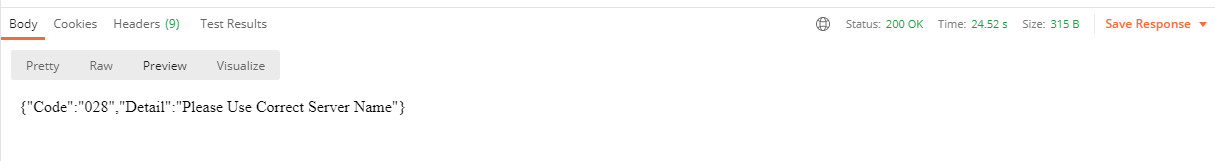 Body Cookies Headers (9) Test Results Status: 200 OK Time: 24.52 s Size: 315 B Save Response
Pretty Raw Preview Visualize
{"Code":"028","Detail":"Please Use Correct Server Name"}